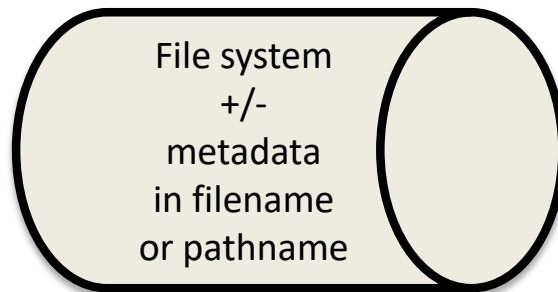 File system
+/-
metadata
in filename
or pathname